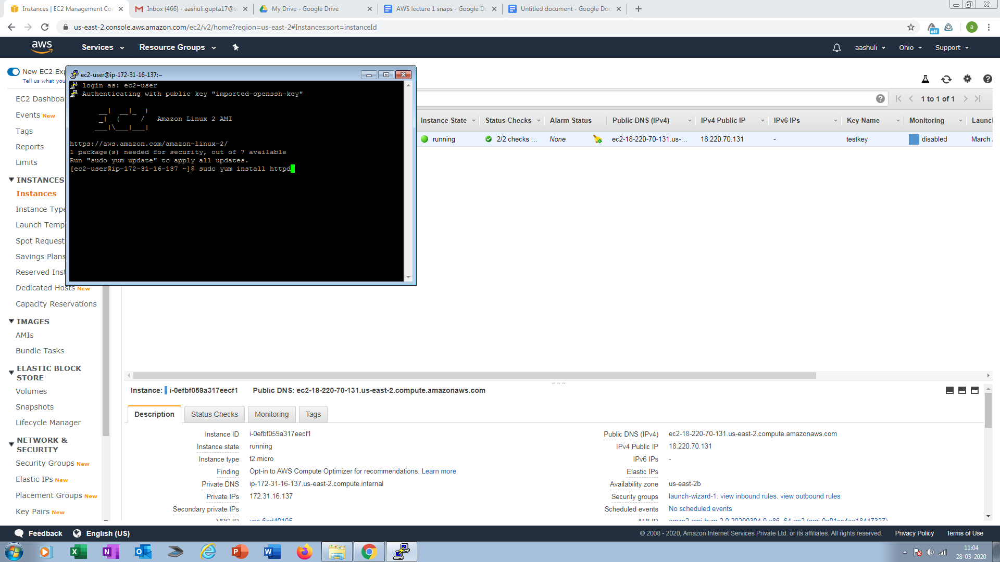 Instances | EC2 Management Con
Inbox (466) - aashuli.gupta17@si
My Drive - Google Drive
AWS lecture 1 snaps - Google Do
Untitled document - Google Doc
us-east-2.console.aws.amazon.com/ec2/v2/home?region=us-east-2#Instances:sort=instanceId
off
a
aws
Services
Resource Groups
aashuli
Ohio
Support
New EC2 Exp
Tell us what you
EC2 Dashboa
Events New
Tags
Reports
Limits
INSTANCES
Instances
Instance Type
Launch Temp
Spot Request
Savings Plans
Reserved Inst
Dedicated Hosts New
Capacity Reservations
IMAGES
AMIs
Bundle Tasks
ELASTIC BLOCK
STORE
Volumes
Snapshots
Lifecycle Manager
NETWORK &
SECURITY
Security Groups New
Elastic IPs New
Placement Groups New
Key Pairs New
ec2-user@ip-172-31-16-137:~
login as: ec2-user
Authenticating with public key "imported-openssh-key"
__|  __|_  )
_|  (     /   Amazon Linux 2 AMI
___|\___|___|
https://aws.amazon.com/amazon-linux-2/
1 package(s) needed for security, out of 7 available
Run "sudo yum update" to apply all updates.
[ec2-user@ip-172-31-16-137 ~]$ sudo yum install httpd
1 to 1 of 1
Instance State
Status Checks
Alarm Status
Public DNS (IPv4)
IPv4 Public IP
IPv6 IPs
Key Name
Monitoring
Launc
running
2/2 checks ...
None
ec2-18-220-70-131.us-...
18.220.70.131
-
testkey
disabled
March
Instance: i-0efbf059a317eecf1 Public DNS: ec2-18-220-70-131.us-east-2.compute.amazonaws.com
Description
Status Checks
Monitoring
Tags
Instance ID i-0efbf059a317eecf1
Instance state running
Instance type t2.micro
Finding Opt-in to AWS Compute Optimizer for recommendations. Learn more
Private DNS ip-172-31-16-137.us-east-2.compute.internal
Private IPs 172.31.16.137
Secondary private IPs
VPC ID vpc-6ed40105
Public DNS (IPv4) ec2-18-220-70-131.us-east-2.compute.amazonaws.com
IPv4 Public IP 18.220.70.131
IPv6 IPs -
Elastic IPs
Availability zone us-east-2b
Security groups launch-wizard-1. view inbound rules. view outbound rules
Scheduled events No scheduled events
AMI ID
Feedback
English (US)
© 2008 - 2020, Amazon Internet Services Private Ltd. or its affiliates. All rights reserved.
Privacy Policy
Terms of Use
11:04
28-03-2020